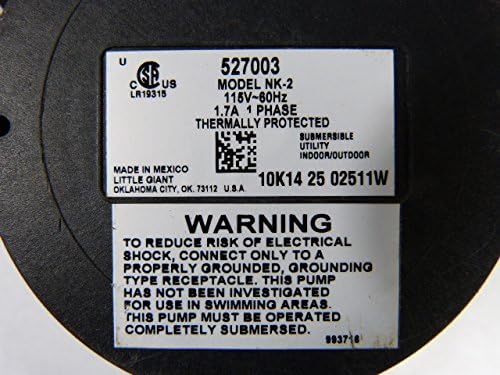 U
527003
C US
LR19315
MODEL NK-2
115V~60Hz
1.7A 1 PHASE
THERMALLY PROTECTED
SUBMERSIBLE
UTILITY
INDOOR/OUTDOOR
MADE IN MEXICO
LITTLE GIANT
OKLAHOMA CITY, OK. 73112 U.S.A.
10K14 25 02511W
WARNING
TO REDUCE RISK OF ELECTRICAL
SHOCK, CONNECT ONLY TO A
PROPERLY GROUNDED, GROUNDING
TYPE RECEPTACLE. THIS PUMP
HAS NOT BEEN INVESTIGATED
FOR USE IN SWIMMING AREAS.
THIS PUMP MUST BE OPERATED
COMPLETELY SUBMERSED.